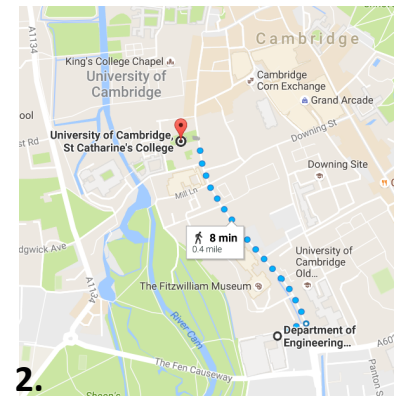 A1134
Cambridge
King's College Chapel
University of
Cambridge
Cambridge
Corn Exchange
Grand Arcade
ool
University of Cambridge,
St Catharine's College
Downing St
st Rd
Downing Site
Mill Ln
8 min
0.4 mile
dgwick Ave
University of
Cambridge
Old...
A1134
The Fitzwilliam Museum
River Cam
Department of
Engineering...
A60
The Fen Causeway
Panton S
2.
Sheep's